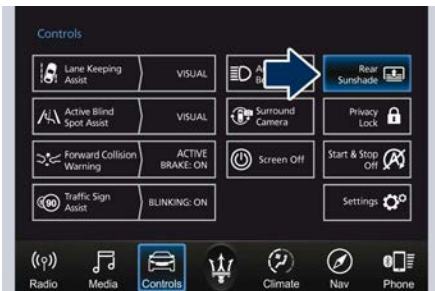 Controls
Lane Keeping
Assist
VISUAL
Rear
Sunshade
Active Blind
Spot Assist
VISUAL
Surround
Camera
Privacy
Lock
Forward Collision
Warning
ACTIVE
BRAKE: ON
Screen Off
Start & Stop
Off
90
Traffic Sign
Assist
BLINKING: ON
Settings
Radio
Media
Controls
Climate
Nav
Phone